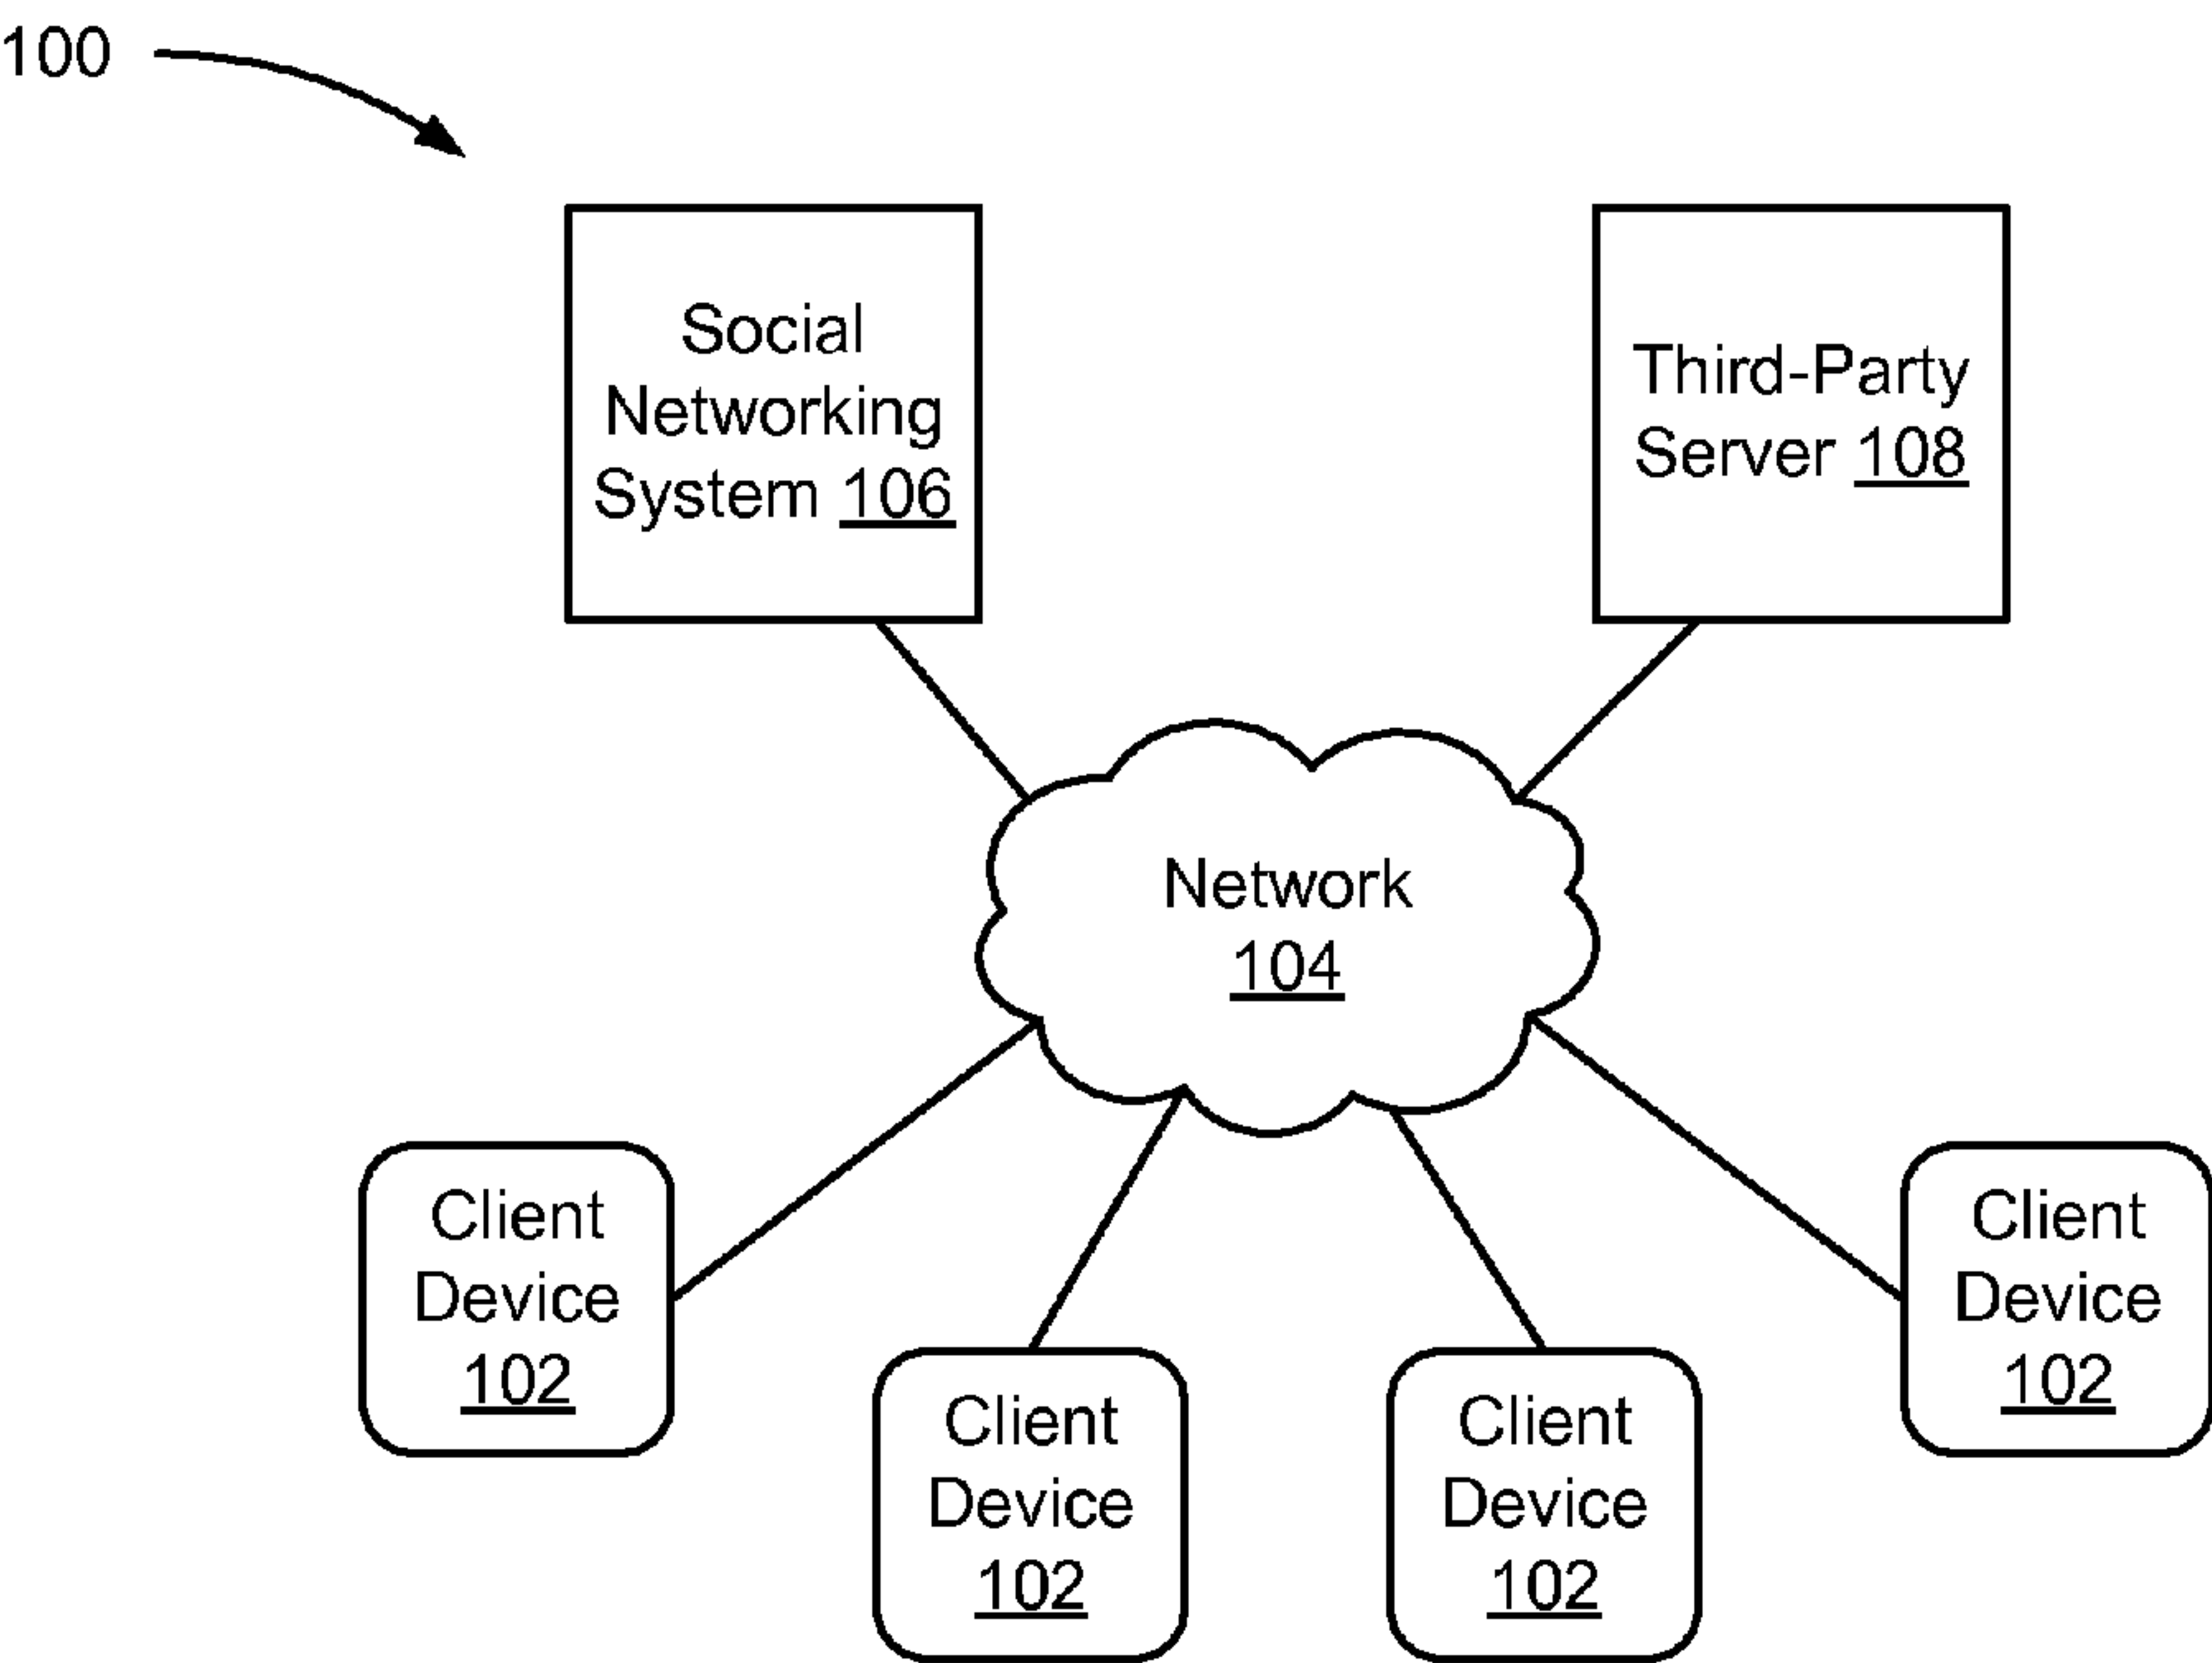 100
Social
Networking
System 106
Third-Party
Server 108
Network
104
Client
Device
102
Client
Device
102
Client
Device
102
Client
Device
102